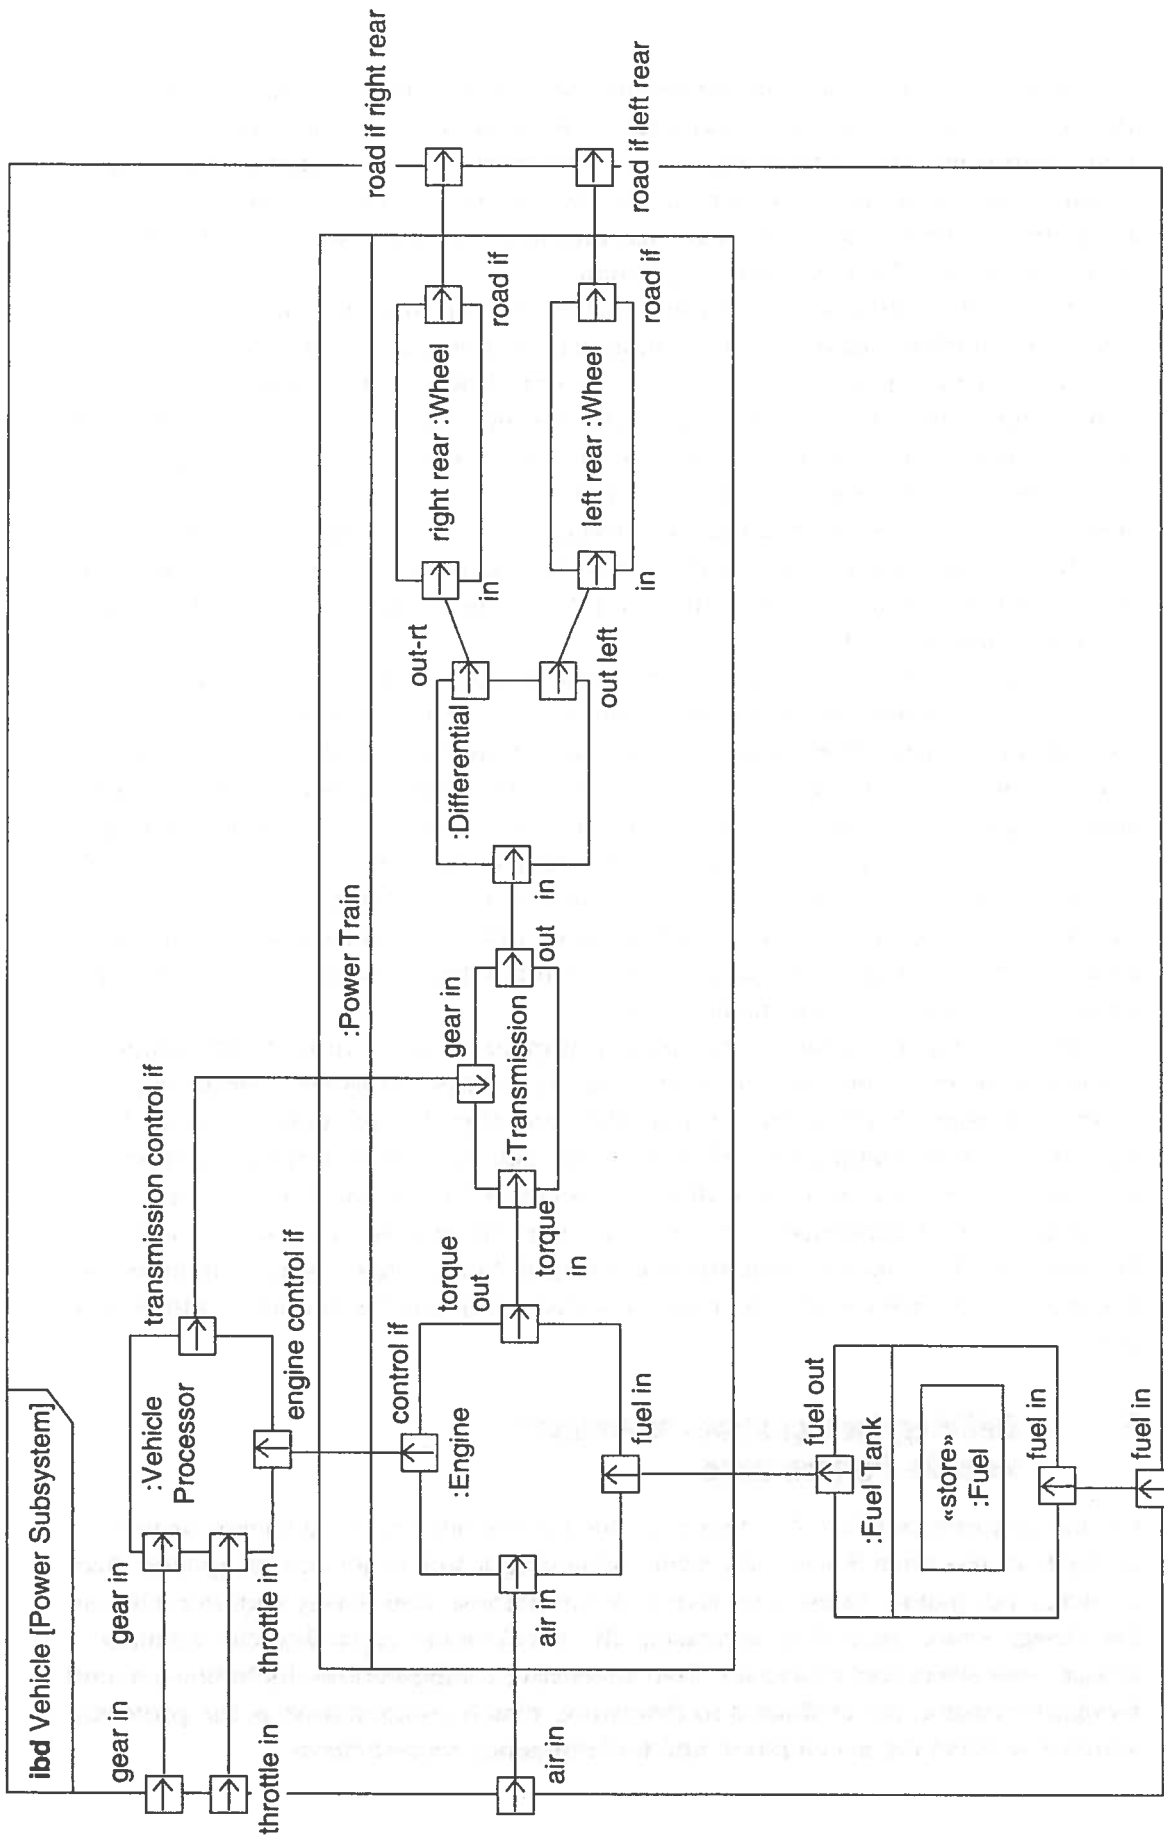 ibd Vehicle [Power Subsystem]
gear in
throttle in
air in
fuel in
gear in
throttle in
:Vehicle
Processor
transmission control if
engine control if
:Power Train
control if
:Engine
air in
fuel in
torque
out
torque
in
:Transmission
gear in
out
in
:Differential
out-rt
out left
in
right rear :Wheel
road if
in
left rear :Wheel
road if
road if right rear
road if left rear
fuel out
:Fuel Tank
«store»
:Fuel
fuel in